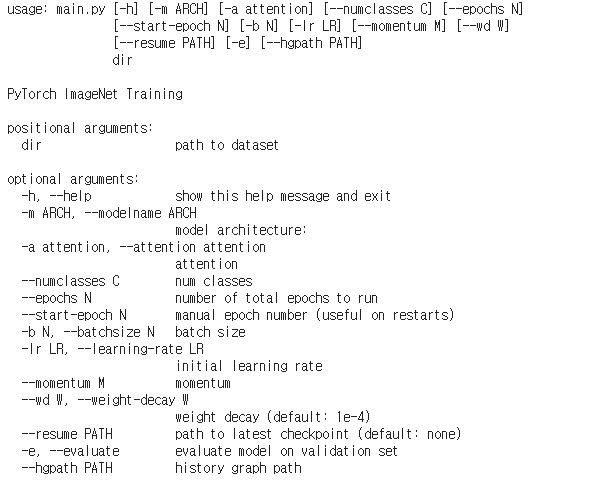 usage: main.py [-h] [-m ARCH] [-a attention] [--numclasses C] [--epochs N]
[--start-epoch N] [-b N] [-lr LR] [--momentum M] [--wd W]
[--resume PATH] [-e] [--hgpath PATH]
dir
PyTorch ImageNet Training
positional arguments:
dir path to dataset
optional arguments:
-h, --help show this help message and exit
-m ARCH, --modelname ARCH
model architecture:
-a attention, --attention attention
attention
--numclasses C num classes
--epochs N number of total epochs to run
--start-epoch N manual epoch number (useful on restarts)
-b N, --batchsize N batch size
-lr LR, --learning-rate LR
initial learning rate
--momentum M momentum
--wd W, --weight-decay W
weight decay (default: 1e-4)
--resume PATH path to latest checkpoint (default: none)
-e, --evaluate evaluate model on validation set
--hgpath PATH history graph path